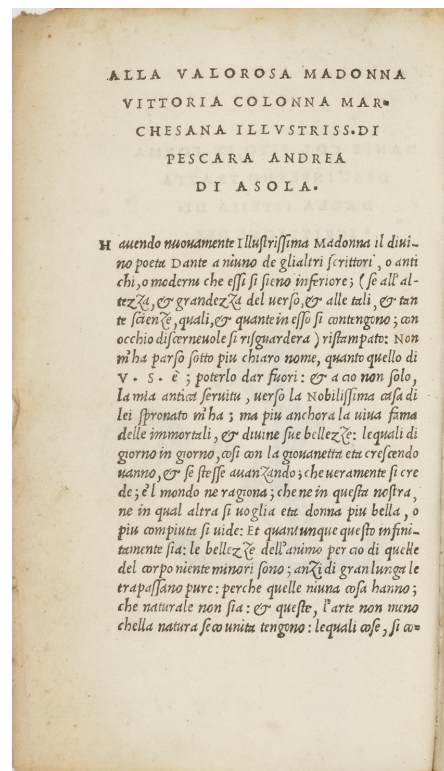 ALLA VALOROSA MADONNA
VITTORIA COLONNA MAR-
CHESANA ILLVSTRISS. DI
PESCARA ANDREA
DI ASOLA.
Hauendo nuouamente Illustrissima Madonna il diui-
no poeta Dante a niuno de glialtri scrittori, o anti
chi, o moderni che essi si sieno inferiore; (se all'al-
tezza, & grandezza del uerso, & alle tali, & tan
te scienze, quali, & quante in esso si contengono; con
occhio discerneuole si risguardera) ristampato: Non
m'ha parso sotto piu chiaro nome, quanto quello di
V. S. è; poterlo dar fuori: & a cio non solo,
la mia antica seruitu, uerso la Nobilissima casa di
lei spronato m'ha; ma piu anchora la uiua fama
delle immortali, & diuine sue bellezze: lequali di
giorno in giorno, cosi con la giouanetta eta crescendo
uanno, & se stesse auanzando; che ueramente si cre
de; e'l mondo ne ragiona; che ne in questa nostra,
ne in qual altra si uoglia eta donna piu bella, o
piu compiuta si uide: Et quantunque questo infini-
tamente sia: le bellezze dell'animo per cio di quelle
del corpo niente minori sono; anzi di gran lunga le
trapassano pure: perche quelle niuna cosa hanno;
che naturale non sia: & queste, l'arte non meno
chella natura seco unita tengono: lequali cose, si co-